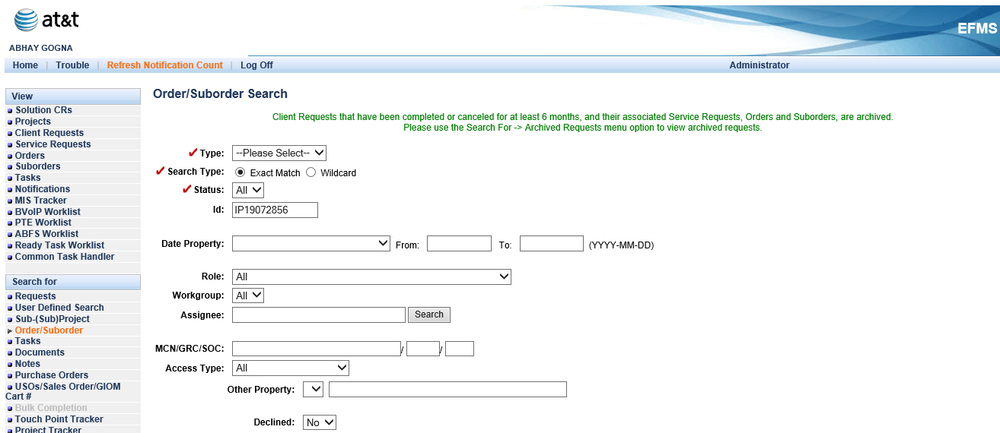 at&t
EFMS
ABHAY GOGNA
Home | Trouble | Refresh Notification Count | Log Off Administrator
View
Solution CRs
Projects
Client Requests
Service Requests
Orders
Suborders
Tasks
Notifications
MIS Tracker
BVoIP Worklist
PTE Worklist
ABFS Worklist
Ready Task Worklist
Common Task Handler
Search for
Requests
User Defined Search
Sub-(Sub)Project
Order/Suborder
Tasks
Documents
Notes
Purchase Orders
USOs/Sales Order/GIOM
Cart #
Bulk Completion
Touch Point Tracker
Project Tracker
Order/Suborder Search
Client Requests that have been completed or canceled for at least 6 months, and their associated Service Requests, Orders and Suborders, are archived.
Please use the Search For -> Archived Requests menu option to view archived requests.
Type: --Please Select--
Search Type: Exact Match Wildcard
Status: All
Id: IP19072856
Date Property: From: To: (YYYY-MM-DD)
Role: All
Workgroup: All
Assignee: Search
MCN/GRC/SOC: / /
Access Type: All
Other Property:
Declined: No